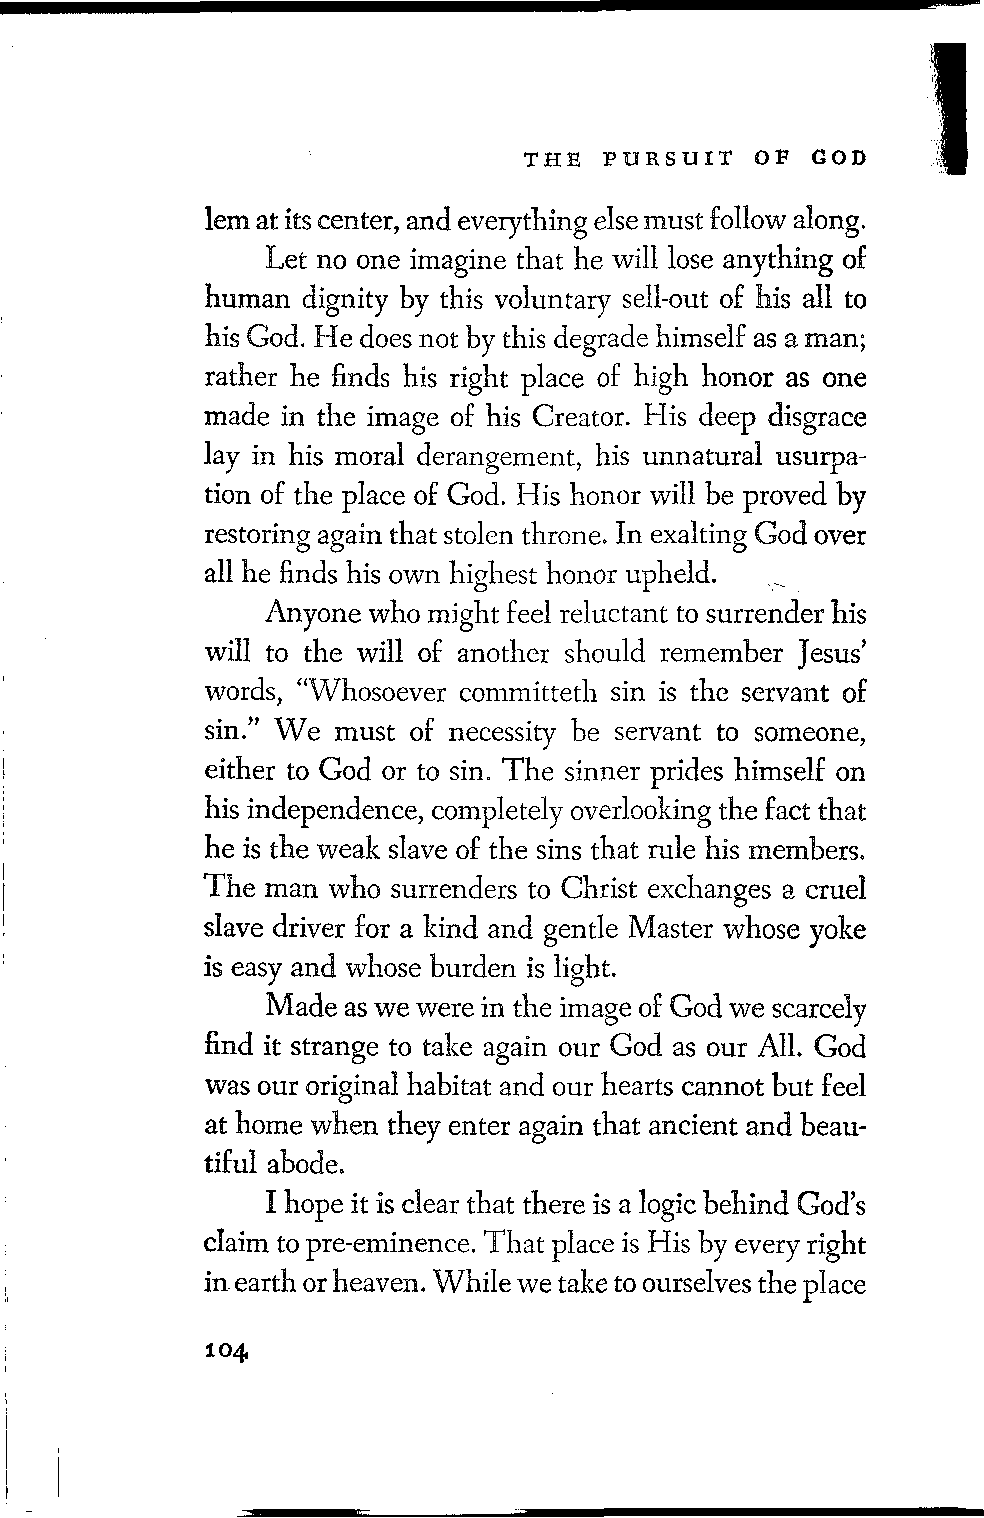 THE PURSUIT OF GOD
lem at its center, and everything else must follow along.
Let no one imagine that he will lose anything of
human dignity by this voluntary sell-out of his all to
his God. He does not by this degrade himself as a man;
rather he finds his right place of high honor as one
made in the image of his Creator. His deep disgrace
lay in his moral derangement, his unnatural usurpa-
tion of the place of God. His honor will be proved by
restoring again that stolen throne. In exalting God over
all he finds his own highest honor upheld.
Anyone who might feel reluctant to surrender his
will to the will of another should remember Jesus'
words, "Whosoever committeth sin is the servant of
sin." We must of necessity be servant to someone,
either to God or to sin. The sinner prides himself on
his independence, completely overlooking the fact that
he is the weak slave of the sins that rule his members.
The man who surrenders to Christ exchanges a cruel
slave driver for a kind and gentle Master whose yoke
is easy and whose burden is light.
Made as we were in the image of God we scarcely
find it strange to take again our God as our All. God
was our original habitat and our hearts cannot but feel
at home when they enter again that ancient and beau-
tiful abode.
I hope it is clear that there is a logic behind God's
claim to pre-eminence. That place is His by every right
in earth or heaven. While we take to ourselves the place
104